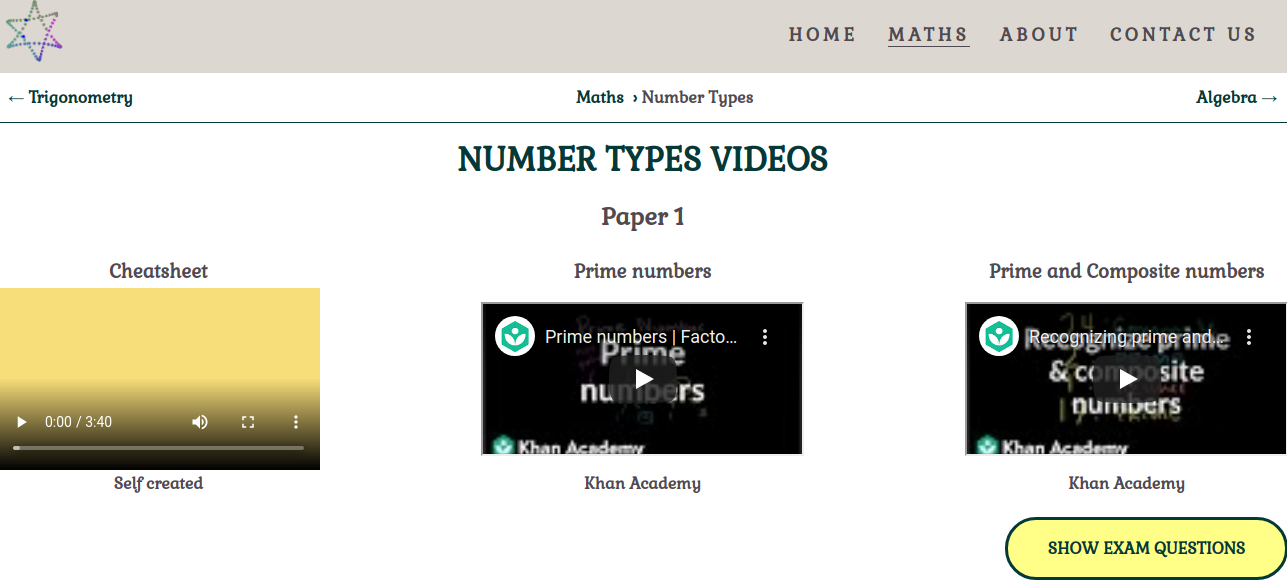 HOME MATHS ABOUT CONTACT US
← Trigonometry Maths › Number Types Algebra →
NUMBER TYPES VIDEOS
Paper 1
Cheatsheet Prime numbers Prime and Composite numbers
Prime numbers | Facto... Recognizing prime and...
Prime Recognize prime
numbers & composite
numbers
0:00 / 3:40
Khan Academy Khan Academy
Self created Khan Academy Khan Academy
SHOW EXAM QUESTIONS